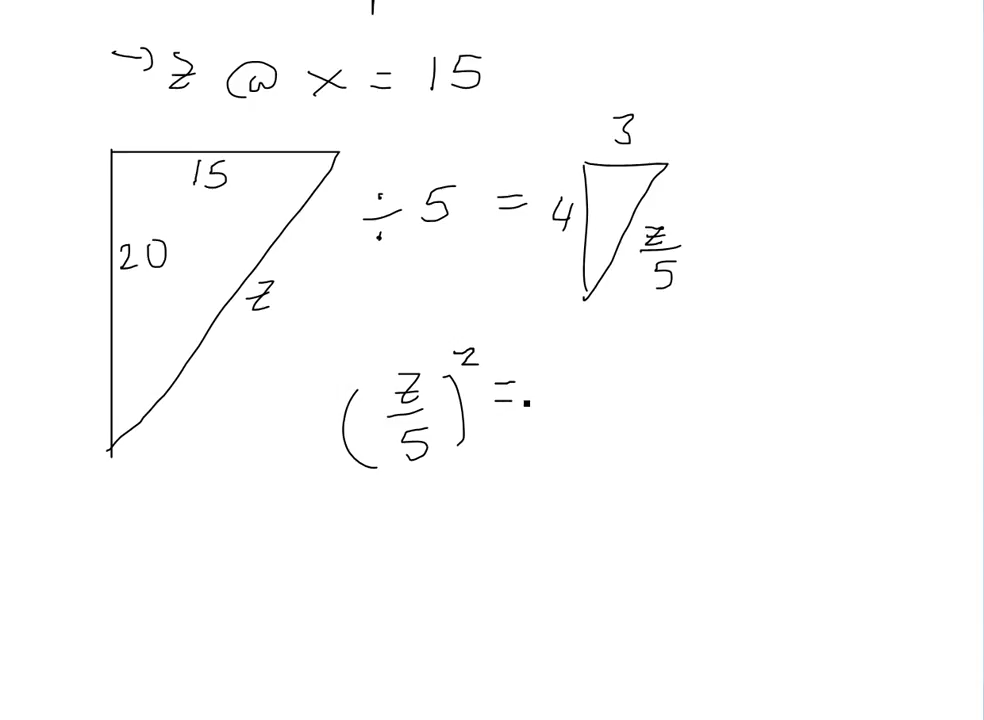 → z @ x = 15
15
20
z
÷ 5 =
3
4
z/5
(z/5)² =